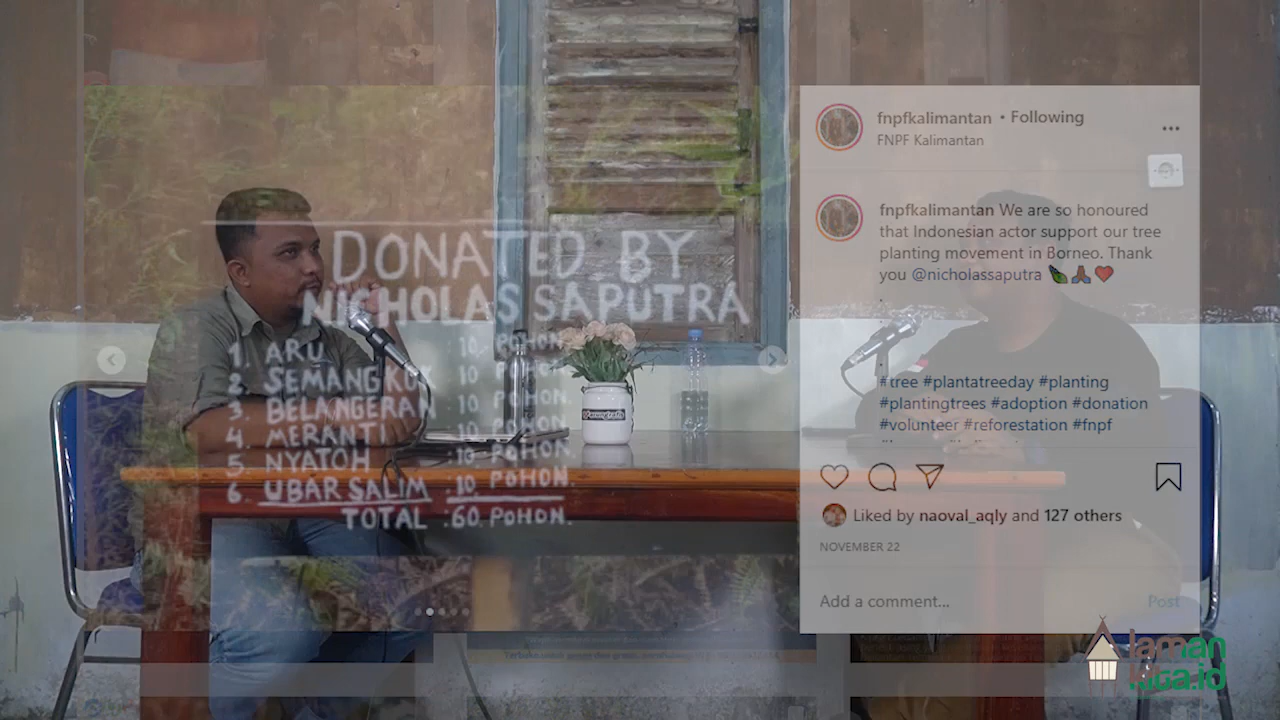 DONATED BY
NICHOLAS SAPUTRA
1. ARU 10. POHON.
2. SEMANGKUK 10 POHON.
3. BELANGERAN 10. POHON.
4. MERANTI 10. POHON.
5. NYATOH 10. POHON.
6. UBAR SALIM 10. POHON.
TOTAL 60. POHON.
fnpfkalimantan • Following
FNPF Kalimantan
fnpfkalimantan We are so honoured
that Indonesian actor support our tree
planting movement in Borneo. Thank
you @nicholassaputra
.
.
#tree #plantatreeday #planting
#plantingtrees #adoption #donation
#volunteer #reforestation #fnpf
Liked by naoval_aqly and 127 others
NOVEMBER 22
Add a comment...
Post
laman
kita.id